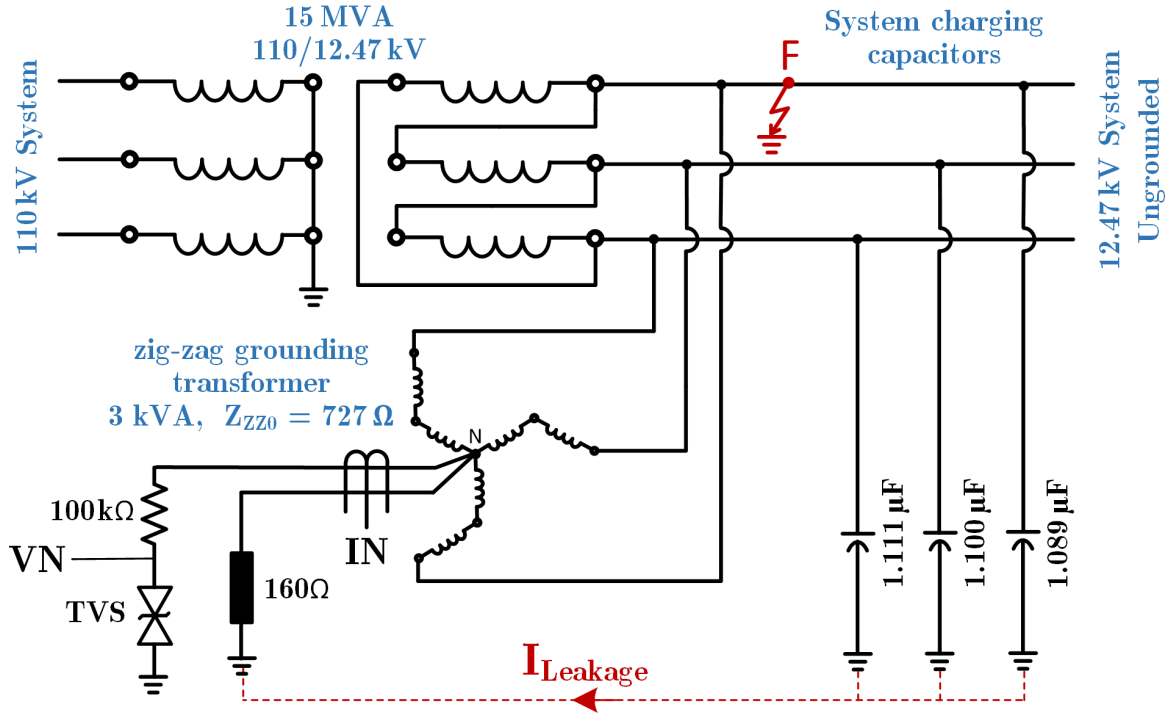 15 MVA
110/12.47 kV
System charging
capacitors
F
110 kV System
12.47 kV System
Ungrounded
zig-zag grounding
transformer
3 kVA, Z_ZZ0 = 727 Ω
N
100kΩ
VN
IN
TVS
160Ω
1.111 µF
1.100 µF
1.089 µF
I_Leakage